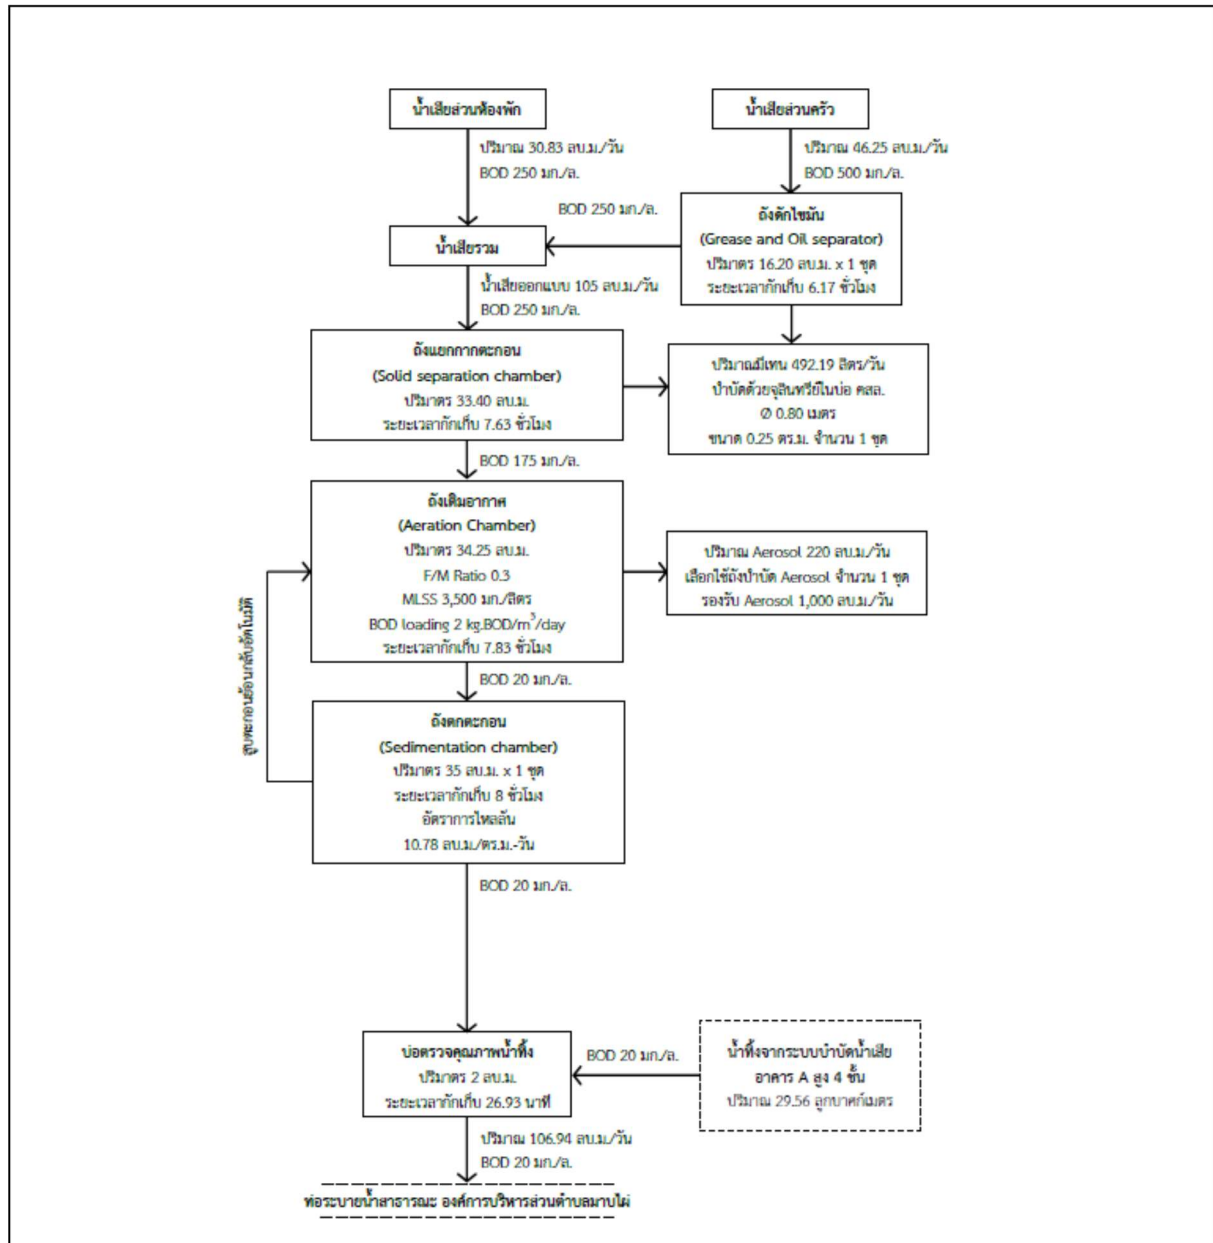 น้ำเสียส่วนห้องพัก
น้ำเสียส่วนครัว
ปริมาณ 30.83 ลบ.ม./วัน
BOD 250 มก./ล.
ปริมาณ 46.25 ลบ.ม./วัน
BOD 500 มก./ล.
BOD 250 มก./ล.
ถังดักไขมัน
(Grease and Oil separator)
ปริมาตร 16.20 ลบ.ม. x 1 ชุด
ระยะเวลากักเก็บ 6.17 ชั่วโมง
น้ำเสียรวม
น้ำเสียออกแบบ 105 ลบ.ม./วัน
BOD 250 มก./ล.
ถังแยกกากตะกอน
(Solid separation chamber)
ปริมาตร 33.40 ลบ.ม.
ระยะเวลากักเก็บ 7.63 ชั่วโมง
ปริมาณมีเทน 492.19 ลิตร/วัน
บำบัดด้วยจุลินทรีย์ในบ่อ คสล.
Ø 0.80 เมตร
ขนาด 0.25 ตร.ม. จำนวน 1 ชุด
BOD 175 มก./ล.
ถังเติมอากาศ
(Aeration Chamber)
ปริมาตร 34.25 ลบ.ม.
F/M Ratio 0.3
MLSS 3,500 มก./ลิตร
BOD loading 2 kg.BOD/m³/day
ระยะเวลากักเก็บ 7.83 ชั่วโมง
ปริมาณ Aerosol 220 ลบ.ม./วัน
เลือกใช้ถังบำบัด Aerosol จำนวน 1 ชุด
รองรับ Aerosol 1,000 ลบ.ม./วัน
สูบตะกอนย้อนกลับอัตโนมัติ
BOD 20 มก./ล.
ถังตกตะกอน
(Sedimentation chamber)
ปริมาตร 35 ลบ.ม. x 1 ชุด
ระยะเวลากักเก็บ 8 ชั่วโมง
อัตราการไหลล้น
10.78 ลบ.ม./ตร.ม.-วัน
BOD 20 มก./ล.
บ่อตรวจคุณภาพน้ำทิ้ง
ปริมาตร 2 ลบ.ม.
ระยะเวลากักเก็บ 26.93 นาที
BOD 20 มก./ล.
น้ำทิ้งจากระบบบำบัดน้ำเสีย
อาคาร A สูง 4 ชั้น
ปริมาณ 29.56 ลูกบาศก์เมตร
ปริมาณ 106.94 ลบ.ม./วัน
BOD 20 มก./ล.
ท่อระบายน้ำสาธารณะ องค์การบริหารส่วนตำบลมาบไผ่